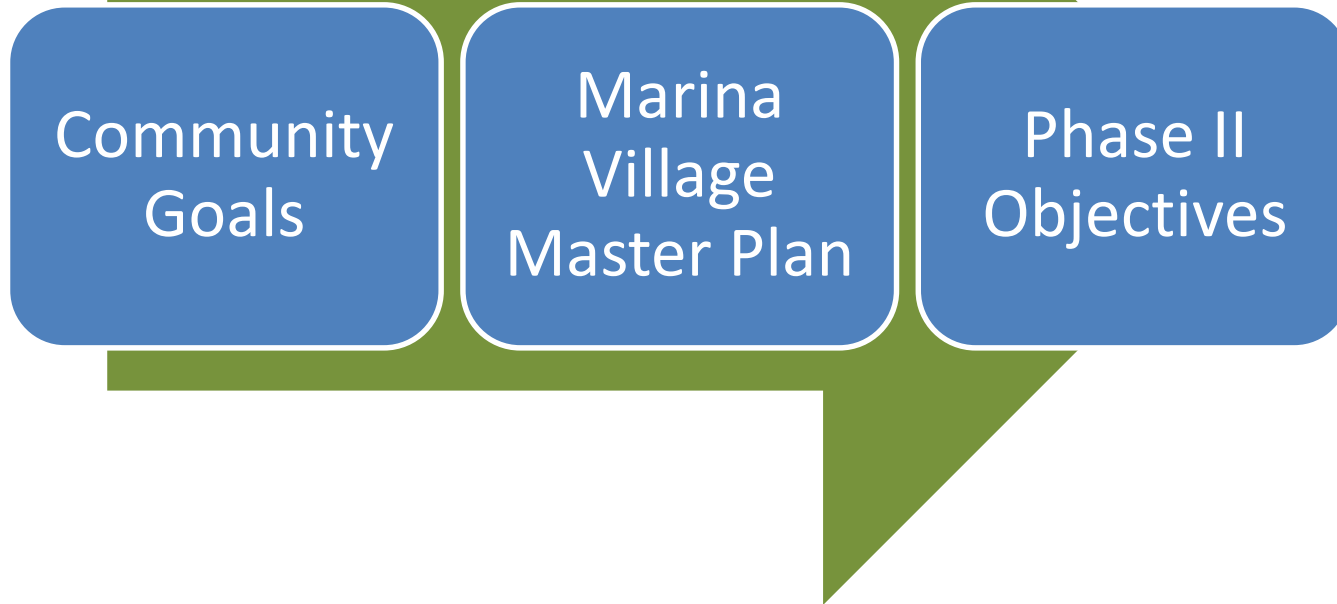 Community
Goals
Marina
Village
Master Plan
Phase II
Objectives